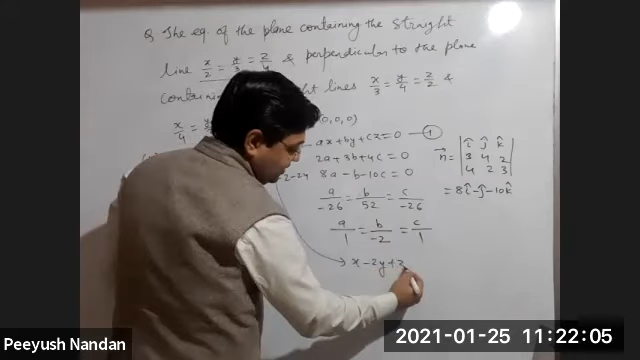 Q The eq. of the plane containing the straight
line x/2 = y/3 = z/4 & perpendicular to the plane
lines x/3 = y/4 = z/2 &
x/4 = (0,0,0)
ax+by+cz=0 — 1
2a+3b+4c=0
8a-b-10c=0
a/-26 = b/52 = c/-26
a/1 = b/-2 = c/1
→ x-2y+z
n = | î ĵ k̂
3 4 2
4 2 3 |
= 8î-ĵ-10k̂
Peeyush Nandan
2021-01-25 11:22:05